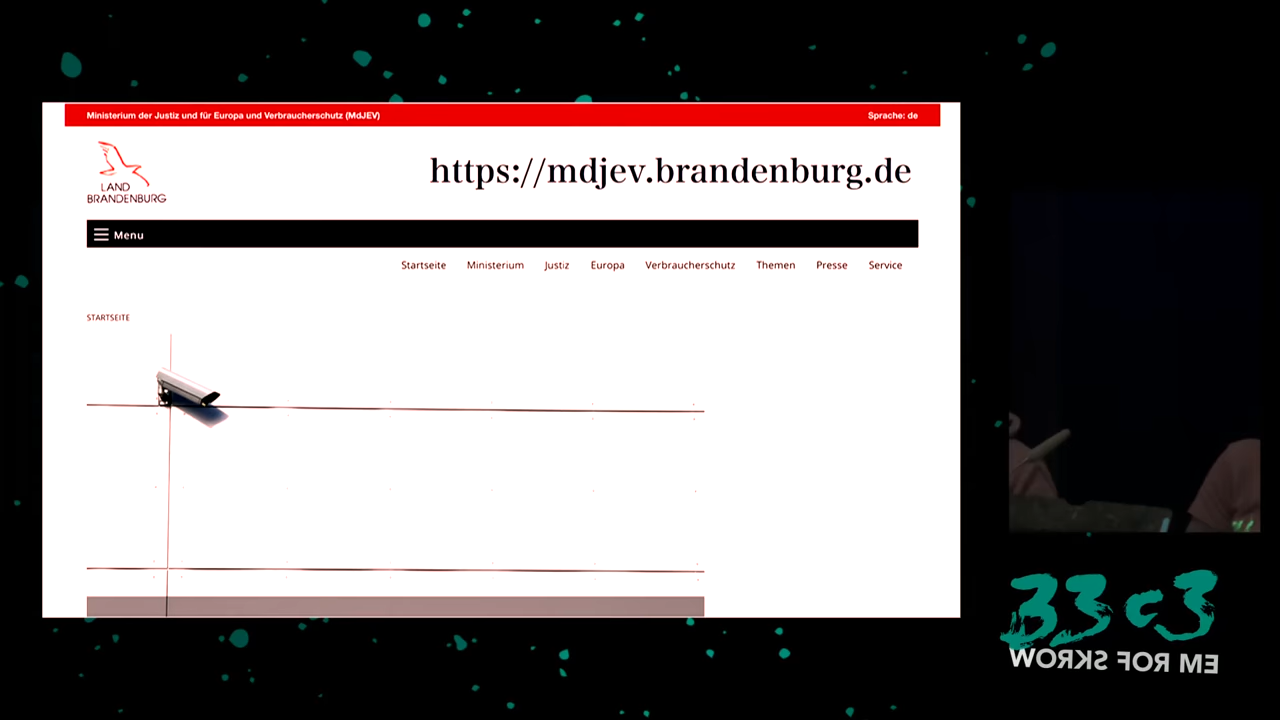 Ministerium der Justiz und für Europa und Verbraucherschutz (MdJEV)
Sprache: de
LAND
BRANDENBURG
https://mdjev.brandenburg.de
Menu
Startseite Ministerium Justiz Europa Verbraucherschutz Themen Presse Service
STARTSEITE
33c3
WORKS FOR ME